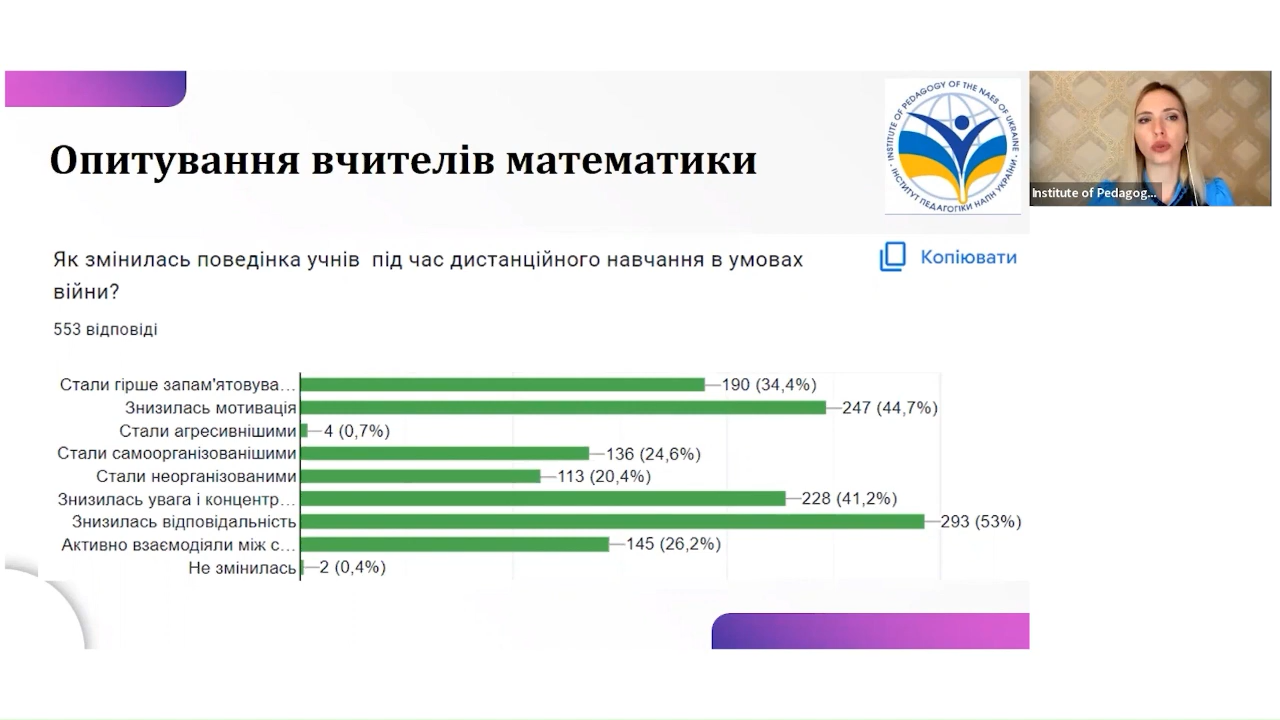 INSTITUTE OF PEDAGOGY OF THE NAES OF UKRAINE
ІНСТИТУТ ПЕДАГОГІКИ НАПН УКРАЇНИ
Institute of Pedagog...
Опитування вчителів математики
Як змінилась поведінка учнів під час дистанційного навчання в умовах
війни?
Копіювати
553 відповіді
Стали гірше запам'ятовува... 190 (34,4%)
Знизилась мотивація 247 (44,7%)
Стали агресивнішими 4 (0,7%)
Стали самоорганізованішими 136 (24,6%)
Стали неорганізованими 113 (20,4%)
Знизилась увага і концентр... 228 (41,2%)
Знизилась відповідальність 293 (53%)
Активно взаємодіяли між с... 145 (26,2%)
Не змінилась 2 (0,4%)